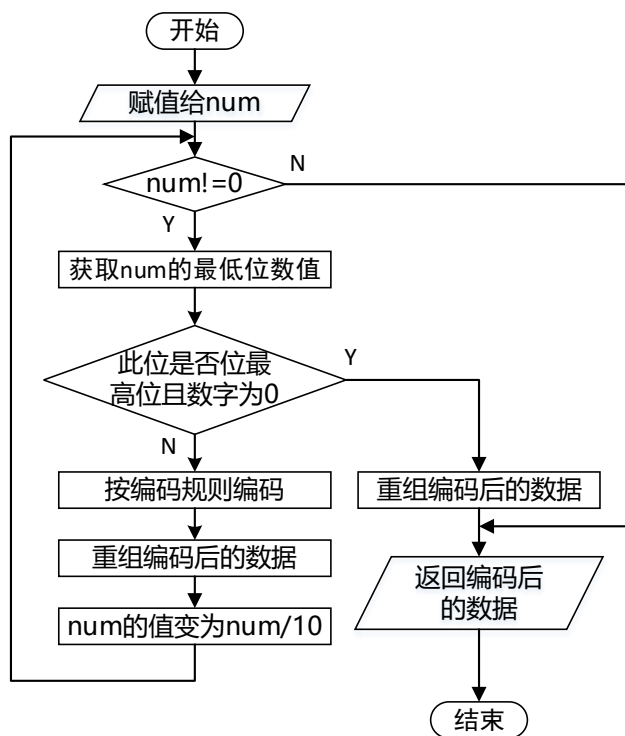 开始
赋值给num
num!=0
N
Y
获取num的最低位数值
此位是否位最
高位且数字为0
Y
N
按编码规则编码
重组编码后的数据
重组编码后的数据
num的值变为num/10
返回编码后
的数据
结束